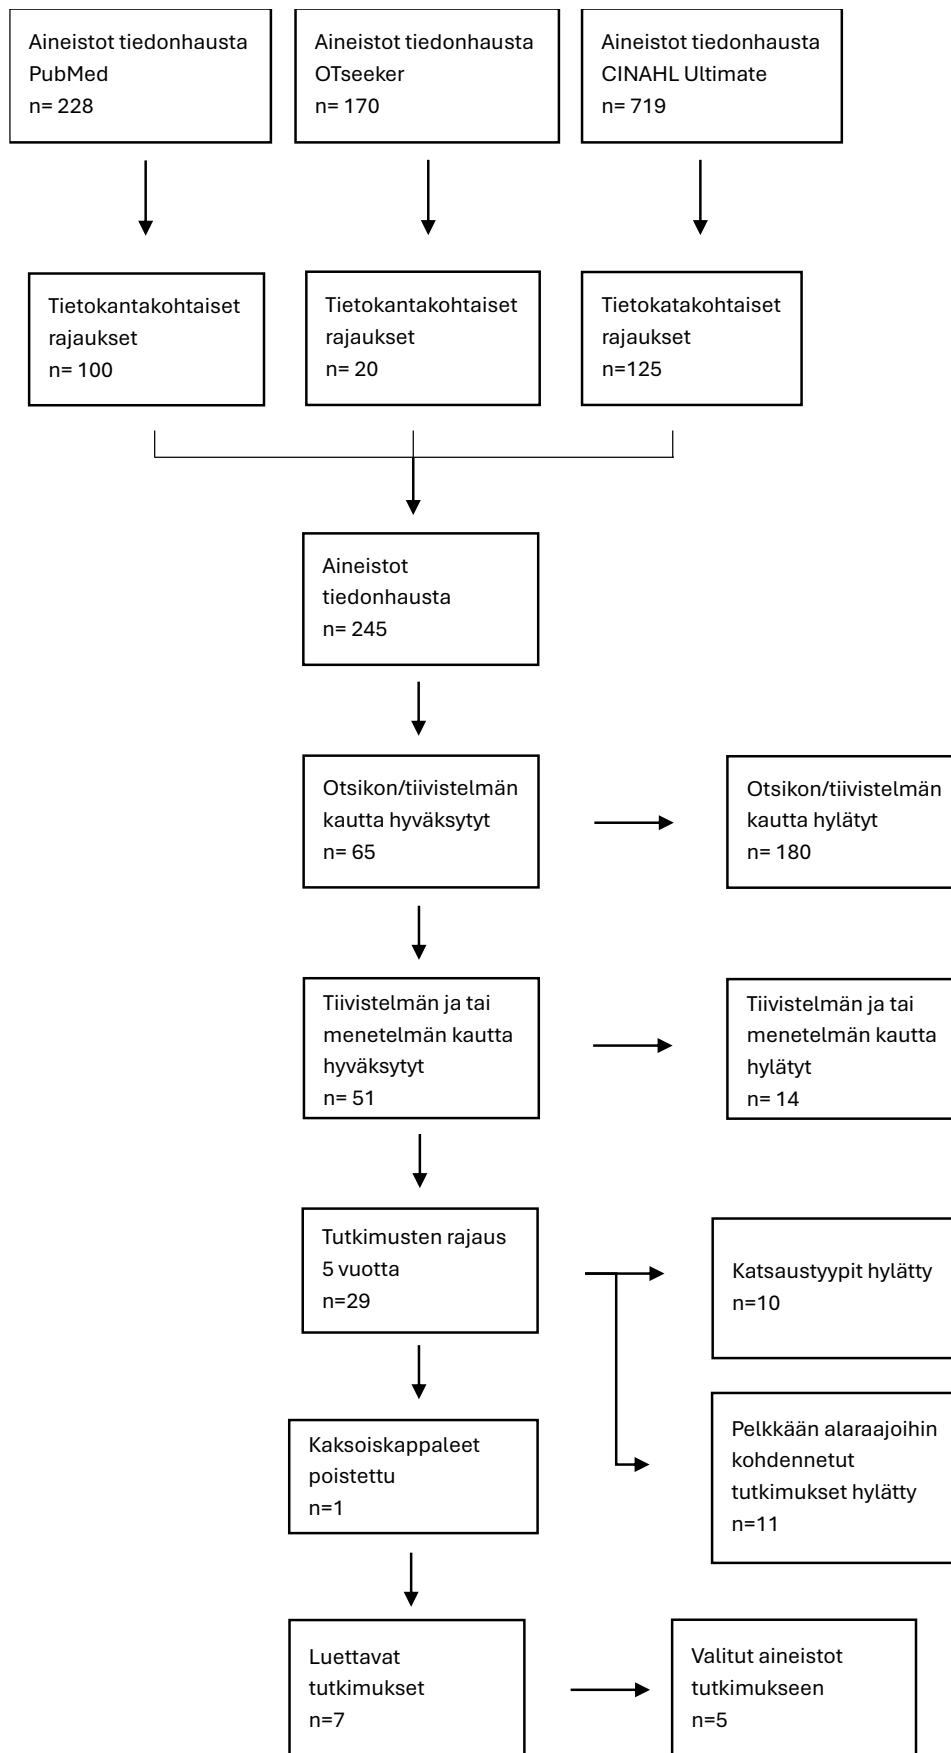 Aineistot tiedonhausta
PubMed
n= 228
Aineistot tiedonhausta
OTseeker
n= 170
Aineistot tiedonhausta
CINAHL Ultimate
n= 719
Tietokantakohtaiset
rajaukset
n= 100
Tietokantakohtaiset
rajaukset
n= 20
Tietokatakohtaiset
rajaukset
n=125
Aineistot
tiedonhausta
n= 245
Otsikon/tiivistelmän
kautta hyväksytyt
n= 65
Otsikon/tiivistelmän
kautta hylätyt
n= 180
Tiivistelmän ja tai
menetelmän kautta
hyväksytyt
n= 51
Tiivistelmän ja tai
menetelmän kautta
hylätyt
n= 14
Tutkimusten rajaus
5 vuotta
n=29
Katsaustyypit hylätty
n=10
Pelkkään alaraajoihin
kohdennetut
tutkimukset hylätty
n=11
Kaksoiskappaleet
poistettu
n=1
Luettavat
tutkimukset
n=7
Valitut aineistot
tutkimukseen
n=5